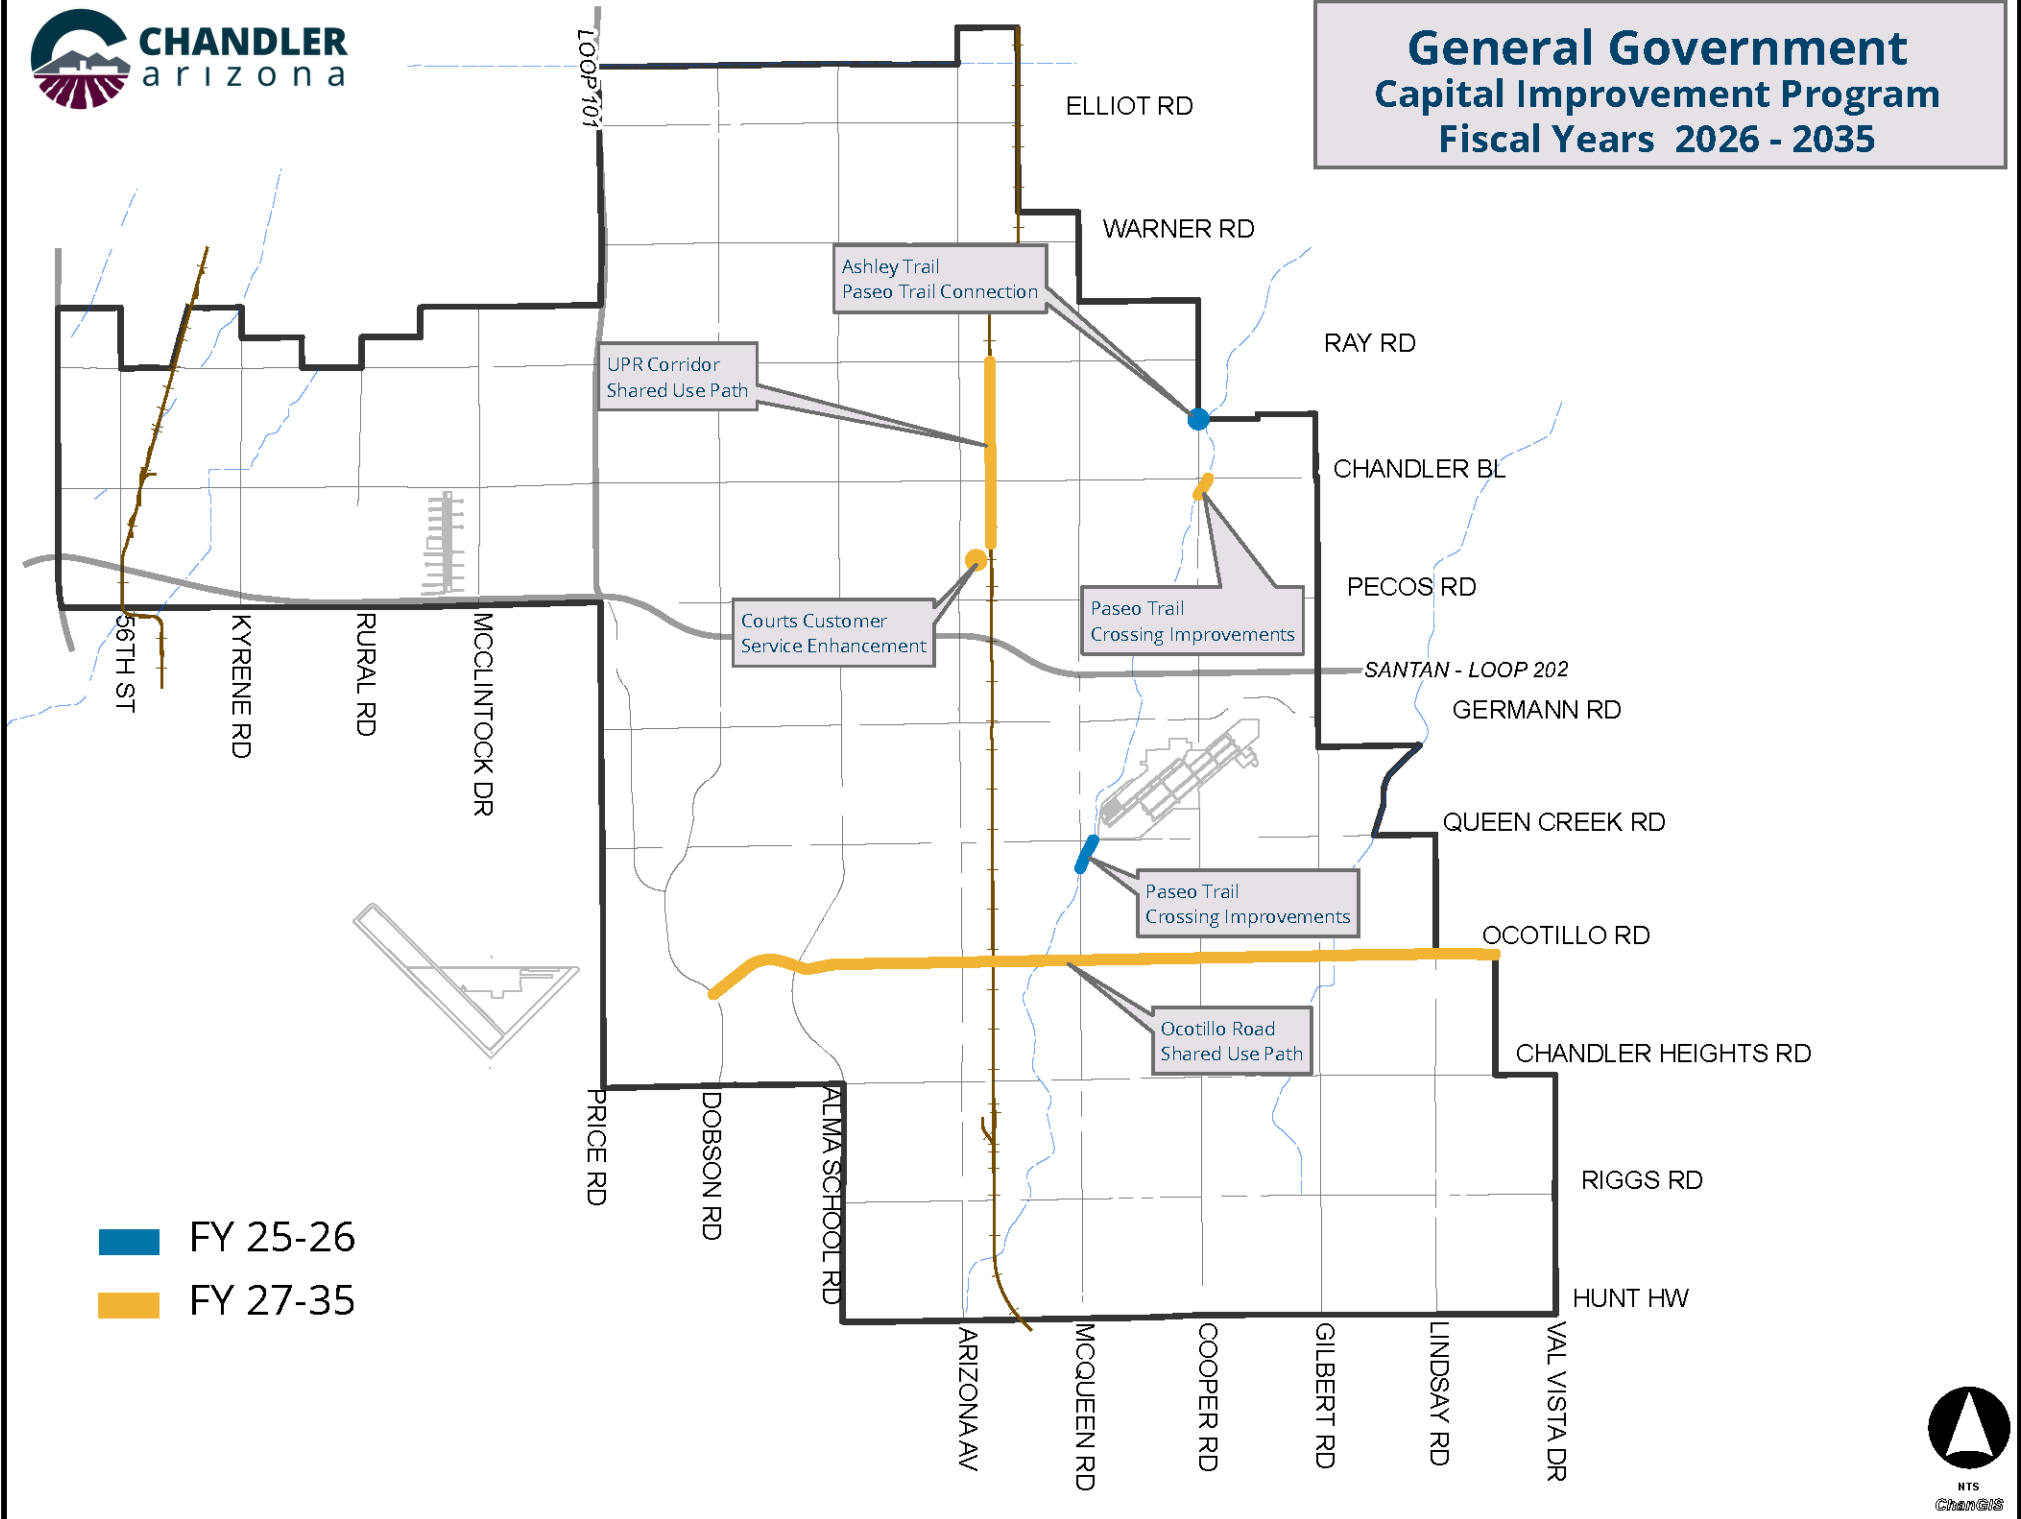 CHANDLER
arizona
General Government
Capital Improvement Program
Fiscal Years 2026 - 2035
LOOP 101
ELLIOT RD
WARNER RD
Ashley Trail
Paseo Trail Connection
RAY RD
UPR Corridor
Shared Use Path
CHANDLER BL
PECOS RD
Paseo Trail
Crossing Improvements
Courts Customer
Service Enhancement
SANTAN - LOOP 202
56TH ST
KYRENE RD
RURAL RD
MCCLINTOCK DR
GERMANN RD
QUEEN CREEK RD
Paseo Trail
Crossing Improvements
OCOTILLO RD
Ocotillo Road
Shared Use Path
CHANDLER HEIGHTS RD
PRICE RD
DOBSON RD
ALMA SCHOOL RD
RIGGS RD
FY 25-26
FY 27-35
HUNT HW
ARIZONA AV
MCQUEEN RD
COOPER RD
GILBERT RD
LINDSAY RD
VAL VISTA DR
NTS
ChanGIS